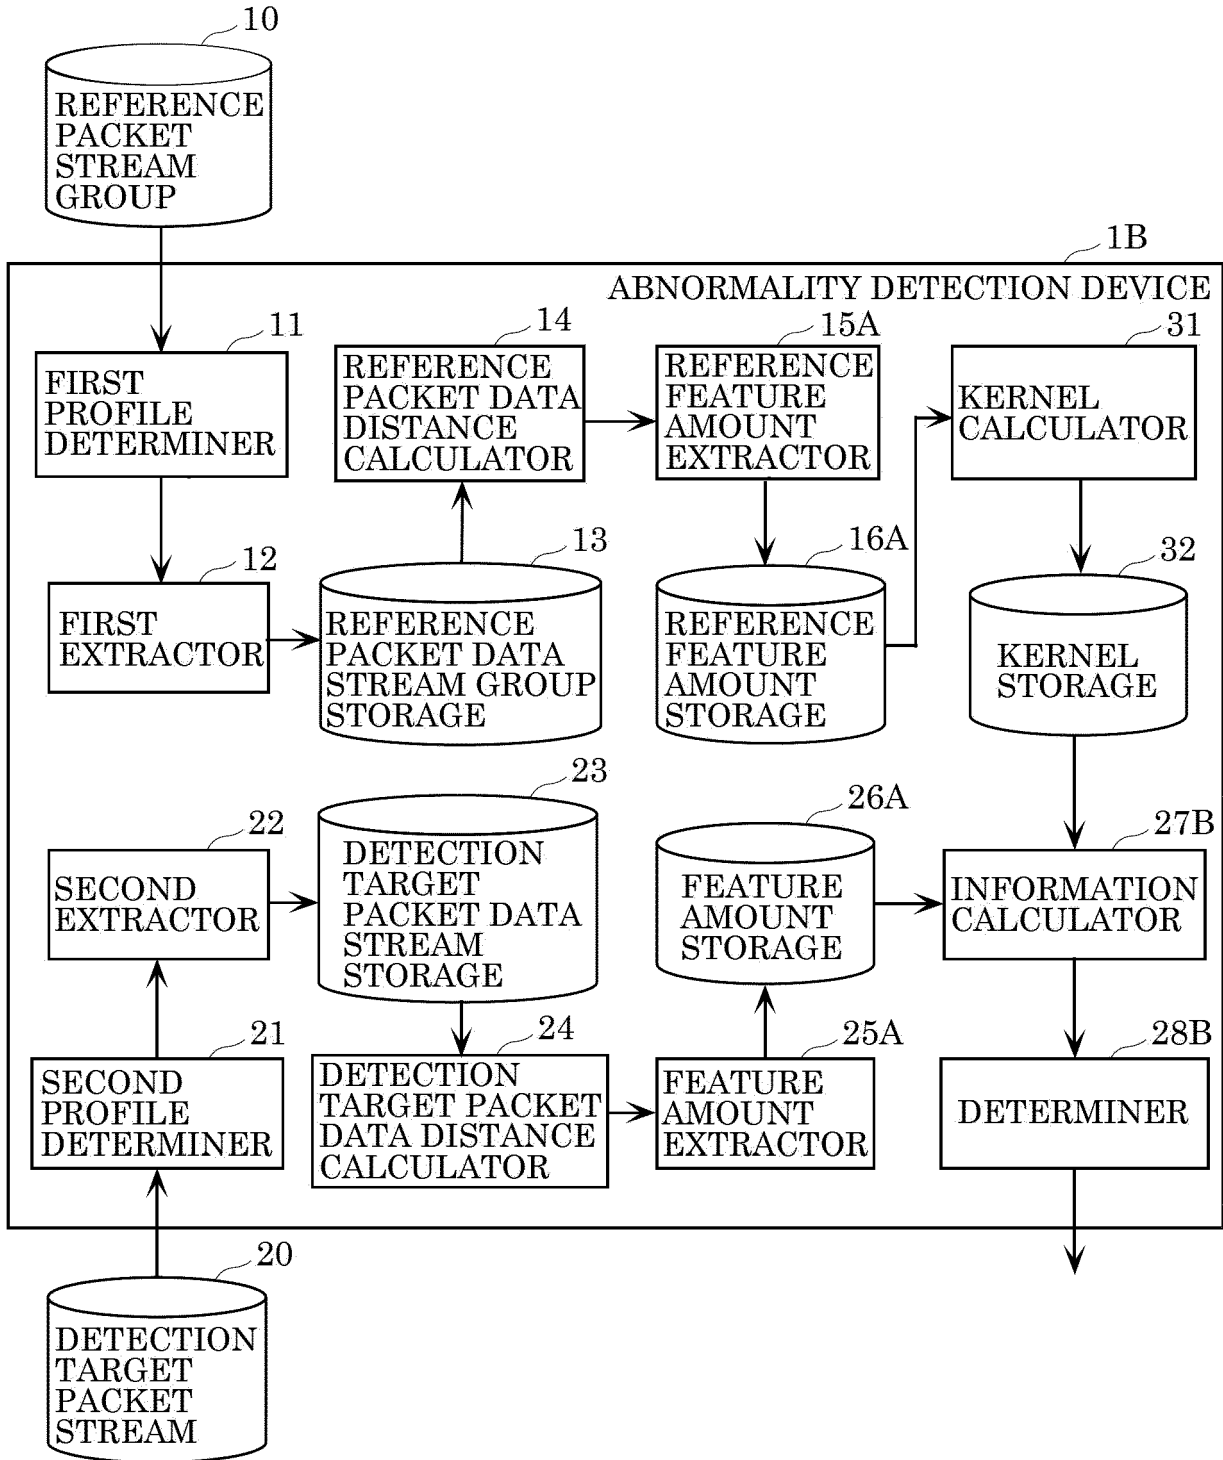 10
REFERENCE
PACKET
STREAM
GROUP
1B
ABNORMALITY DETECTION DEVICE
11
FIRST
PROFILE
DETERMINER
14
REFERENCE
PACKET DATA
DISTANCE
CALCULATOR
15A
REFERENCE
FEATURE
AMOUNT
EXTRACTOR
31
KERNEL
CALCULATOR
12
FIRST
EXTRACTOR
13
REFERENCE
PACKET DATA
STREAM GROUP
STORAGE
16A
REFERENCE
FEATURE
AMOUNT
STORAGE
32
KERNEL
STORAGE
22
SECOND
EXTRACTOR
23
DETECTION
TARGET
PACKET DATA
STREAM
STORAGE
26A
FEATURE
AMOUNT
STORAGE
27B
INFORMATION
CALCULATOR
21
SECOND
PROFILE
DETERMINER
24
DETECTION
TARGET PACKET
DATA DISTANCE
CALCULATOR
25A
FEATURE
AMOUNT
EXTRACTOR
28B
DETERMINER
20
DETECTION
TARGET
PACKET
STREAM